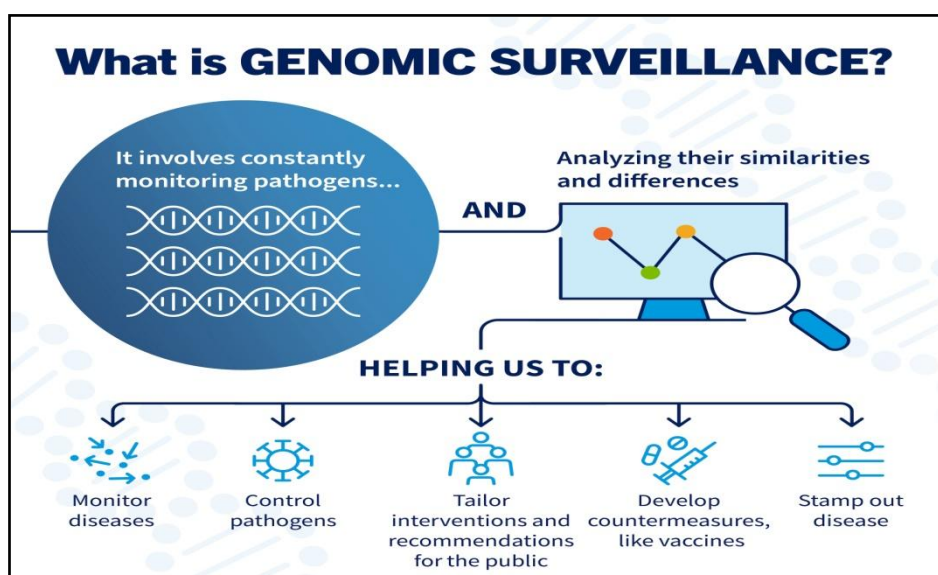 What is GENOMIC SURVEILLANCE?
It involves constantly
monitoring pathogens...
AND
Analyzing their similarities
and differences
HELPING US TO:
Monitor
diseases
Control
pathogens
Tailor
interventions and
recommendations
for the public
Develop
countermeasures,
like vaccines
Stamp out
disease